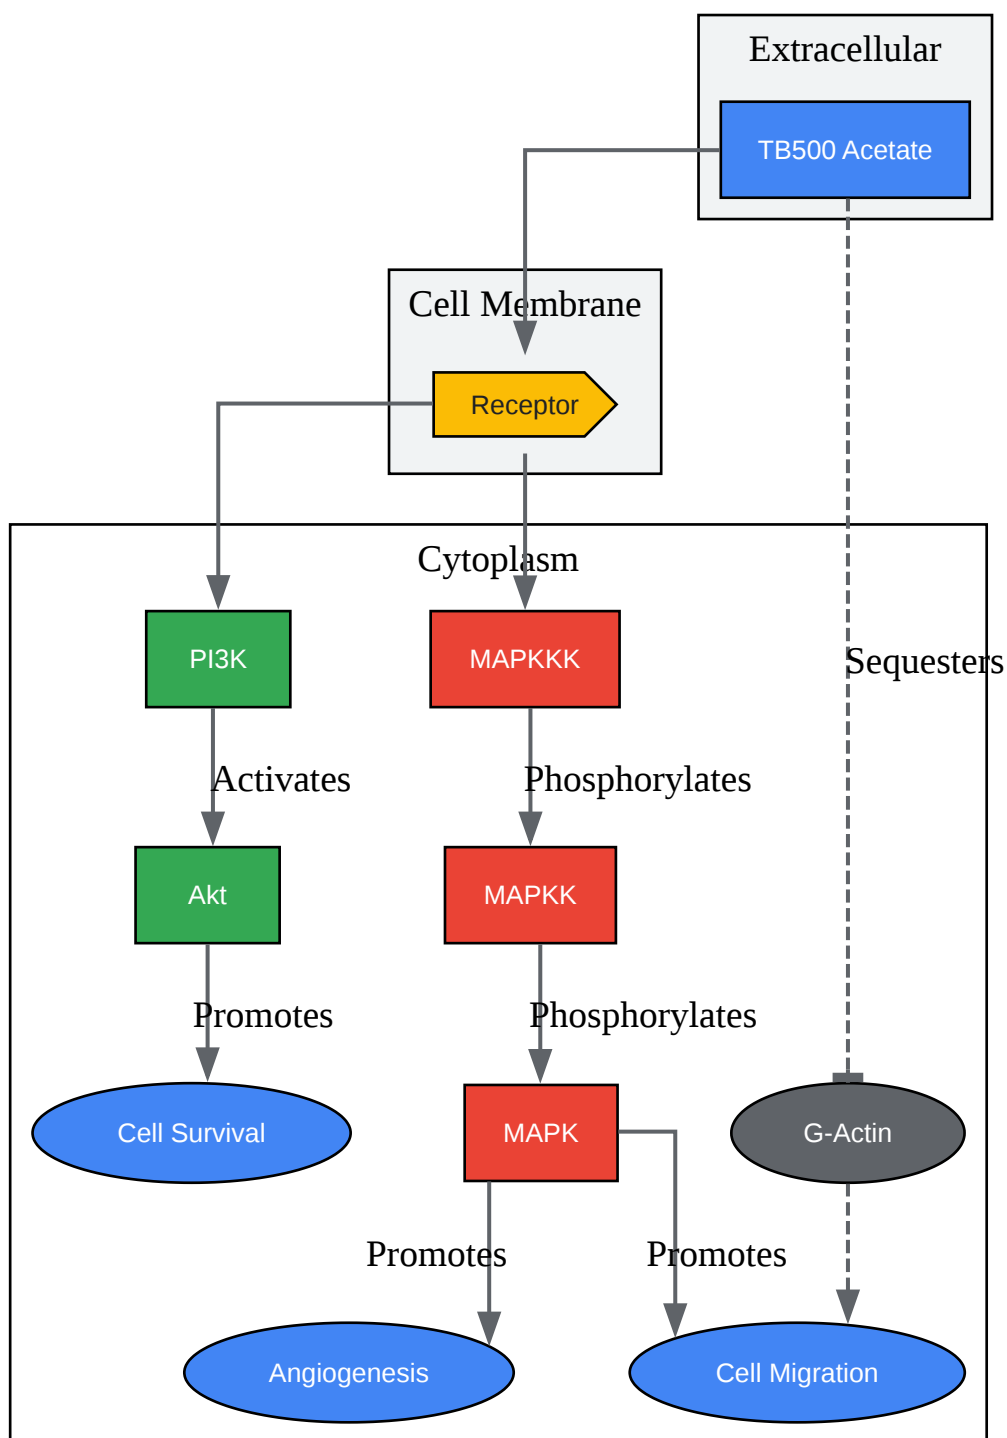 Extracellular
TB500 Acetate
Cell Membrane
Receptor
Cytoplasm
PI3K
MAPKKK
Sequesters
Activates
Phosphorylates
Akt
MAPKK
Promotes
Phosphorylates
Cell Survival
MAPK
G-Actin
Promotes
Promotes
Angiogenesis
Cell Migration